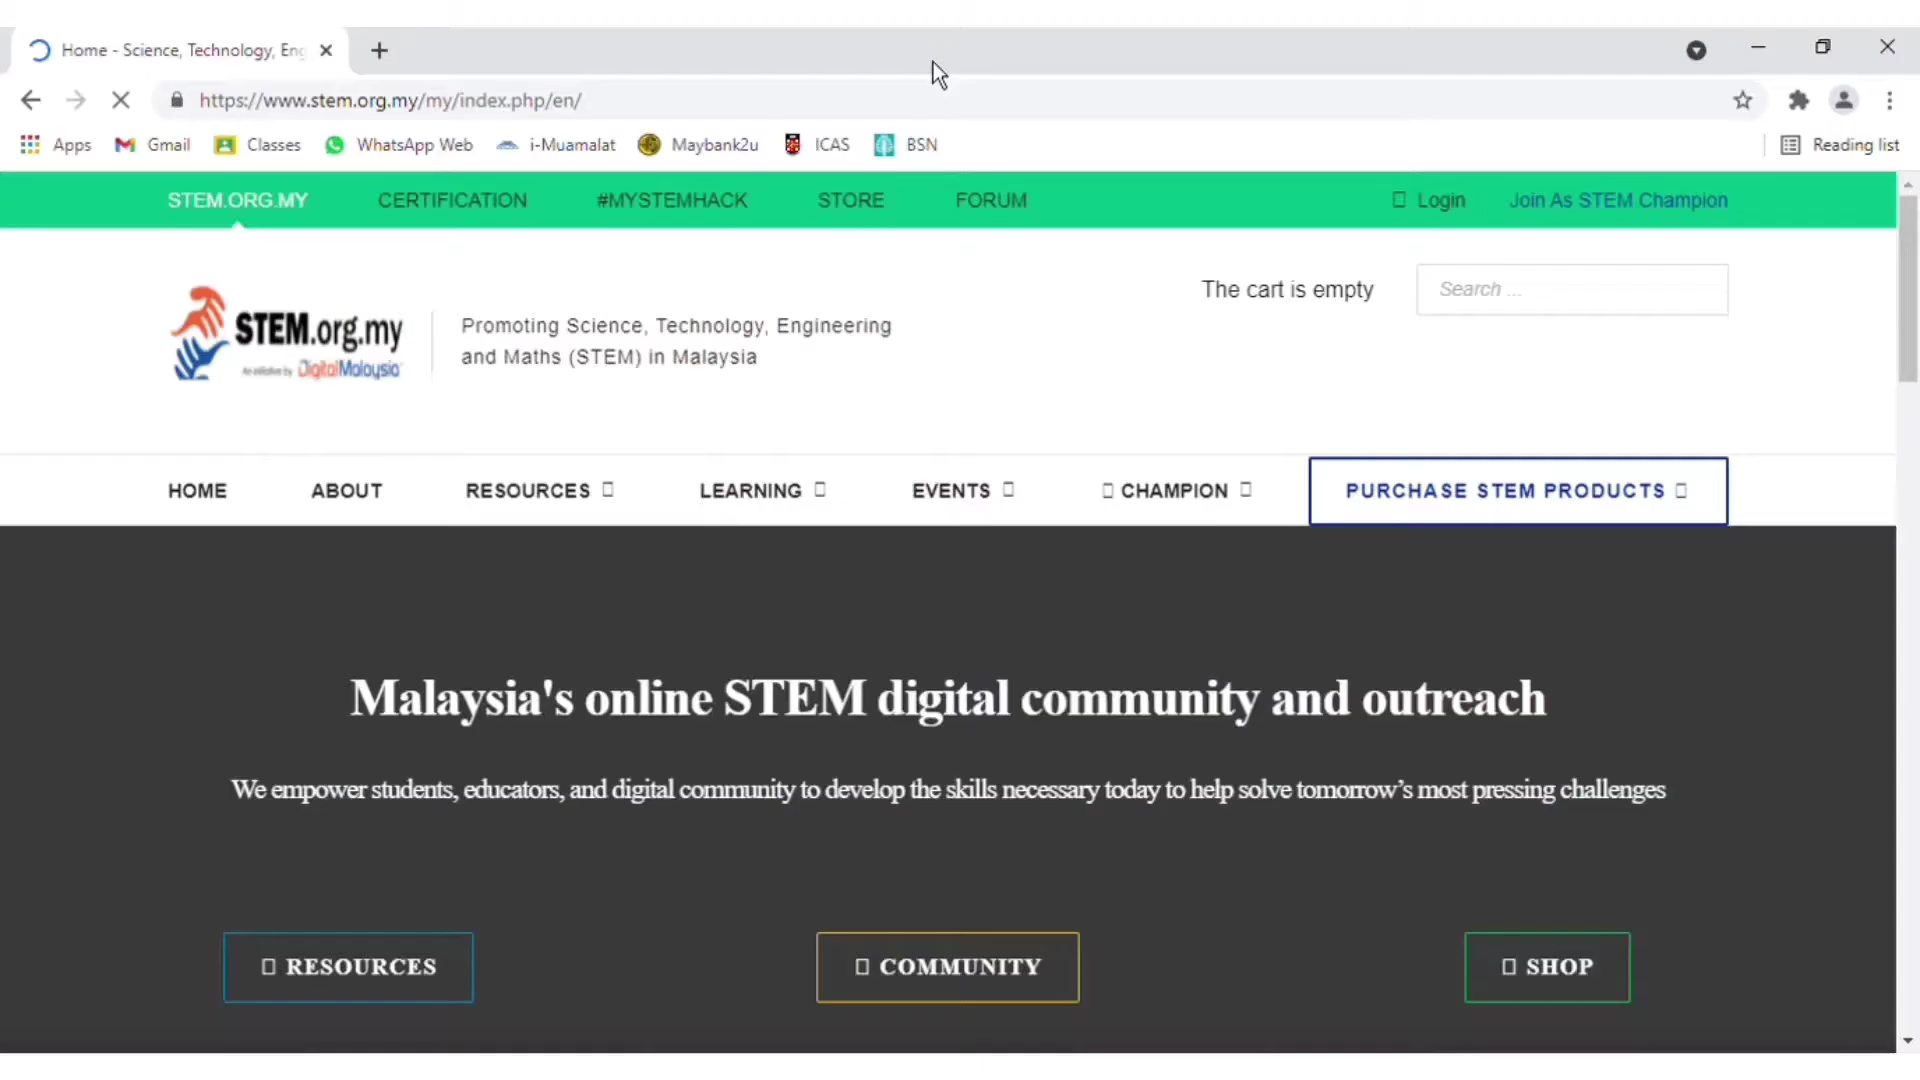 Home - Science, Technology, Eng
https://www.stem.org.my/my/index.php/en/
Apps Gmail Classes WhatsApp Web i-Muamalat Maybank2u ICAS BSN Reading list
STEM.ORG.MY CERTIFICATION #MYSTEMHACK STORE FORUM Login Join As STEM Champion
The cart is empty Search ...
STEM.org.my
An initiative by DigitalMalaysia
Promoting Science, Technology, Engineering
and Maths (STEM) in Malaysia
HOME ABOUT RESOURCES LEARNING EVENTS CHAMPION PURCHASE STEM PRODUCTS
Malaysia's online STEM digital community and outreach
We empower students, educators, and digital community to develop the skills necessary today to help solve tomorrow’s most pressing challenges
RESOURCES COMMUNITY SHOP